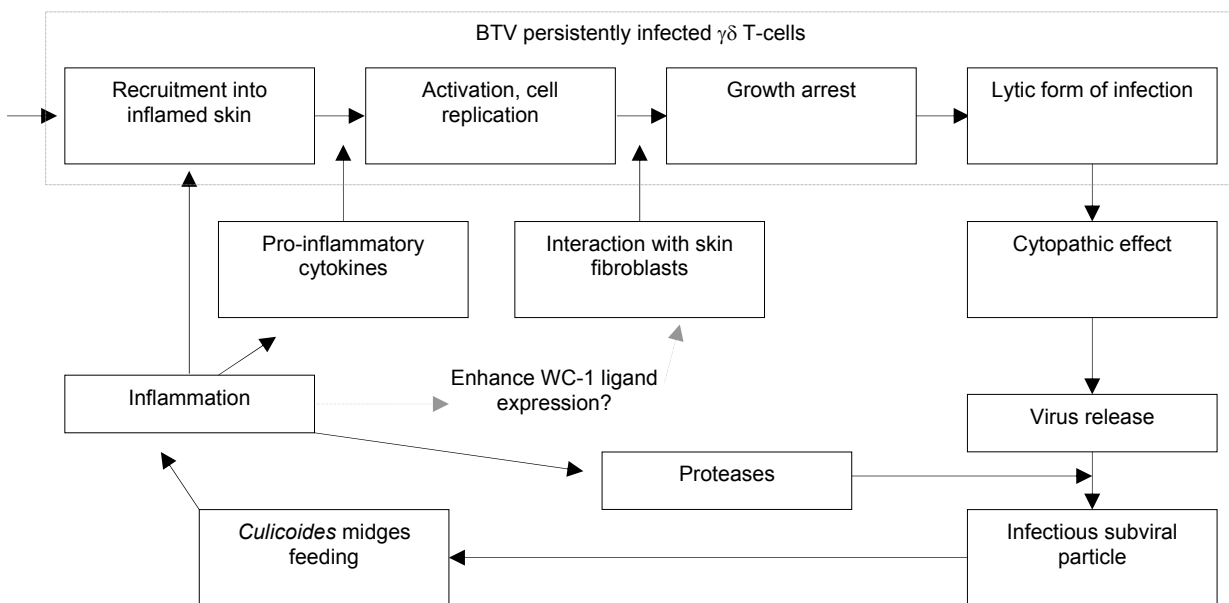 BTV persistently infected γδ T-cells
Recruitment into
inflamed skin
Activation, cell
replication
Growth arrest
Lytic form of infection
Pro-inflammatory
cytokines
Interaction with skin
fibroblasts
Cytopathic effect
Inflammation
Enhance WC-1 ligand
expression?
Virus release
Proteases
Culicoides midges
feeding
Infectious subviral
particle